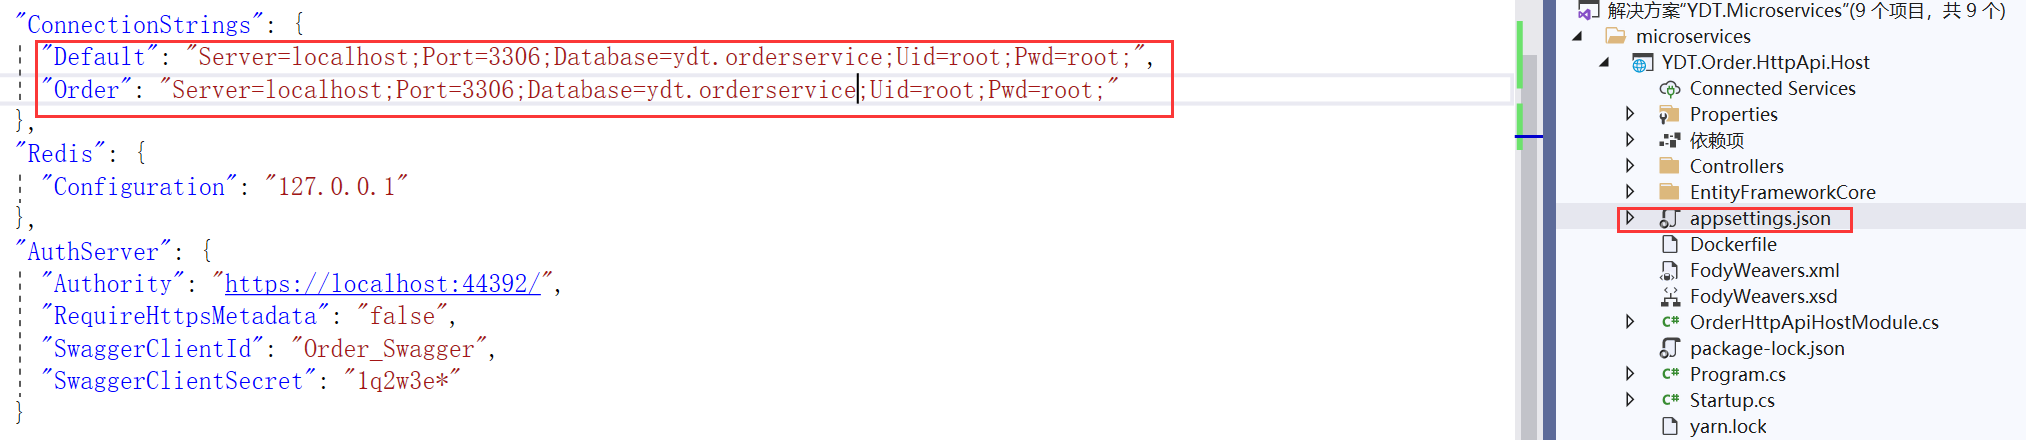 "ConnectionStrings": {
"Default": "Server=localhost;Port=3306;Database=ydt.orderservice;Uid=root;Pwd=root;",
"Order": "Server=localhost;Port=3306;Database=ydt.orderservice;Uid=root;Pwd=root;"
},
"Redis": {
"Configuration": "127.0.0.1"
},
"AuthServer": {
"Authority": "https://localhost:44392/",
"RequireHttpsMetadata": "false",
"SwaggerClientId": "Order_Swagger",
"SwaggerClientSecret": "1q2w3e*"
}
解决方案"YDT.Microservices"(9 个项目，共 9 个)
microservices
YDT.Order.HttpApi.Host
Connected Services
Properties
依赖项
Controllers
EntityFrameworkCore
appsettings.json
Dockerfile
FodyWeavers.xml
FodyWeavers.xsd
C# OrderHttpApiHostModule.cs
package-lock.json
C# Program.cs
C# Startup.cs
yarn.lock